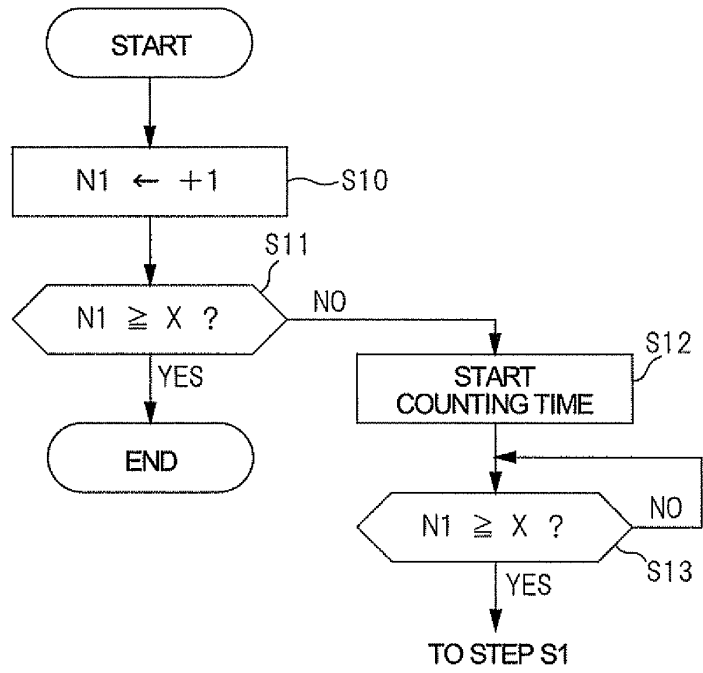 START
N1 ← +1
S10
S11
N1 ≧ X ?
NO
YES
END
S12
START
COUNTING TIME
N1 ≧ X ?
NO
S13
YES
TO STEP S1